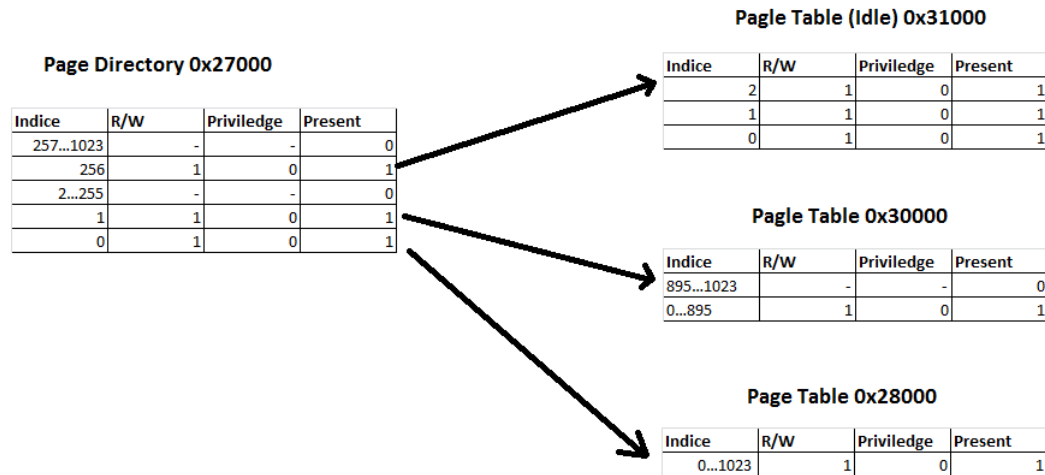 Page Directory 0x27000
Indice R/W Priviledge Present
257...1023 - - 0
256 1 0 1
2...255 - - 0
1 1 0 1
0 1 0 1
Pagle Table (Idle) 0x31000
Indice R/W Priviledge Present
2 1 0 1
1 1 0 1
0 1 0 1
Pagle Table 0x30000
Indice R/W Priviledge Present
895...1023 - - 0
0...895 1 0 1
Page Table 0x28000
Indice R/W Priviledge Present
0...1023 1 0 1